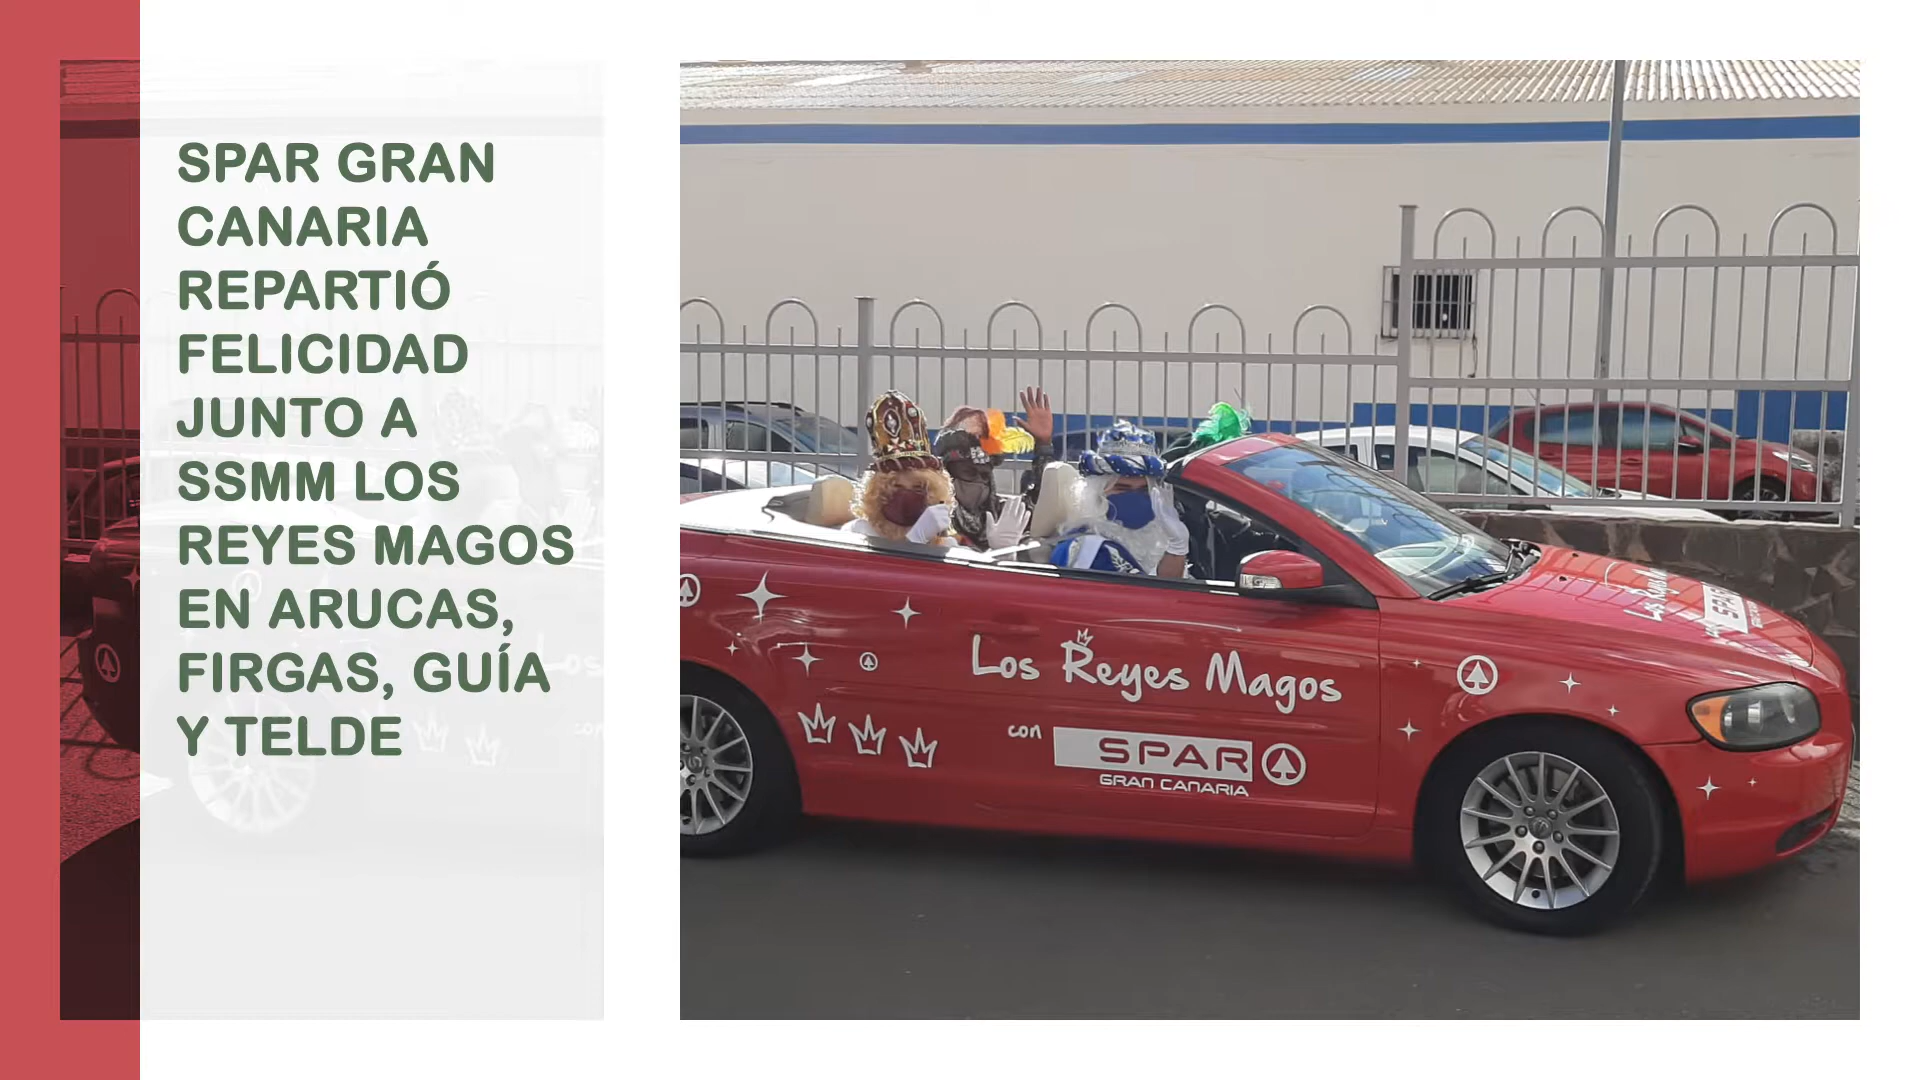 SPAR GRAN
CANARIA
REPARTIÓ
FELICIDAD
JUNTO A
SSMM LOS
REYES MAGOS
EN ARUCAS,
FIRGAS, GUÍA
Y TELDE
Los Reyes Magos
con
SPAR
GRAN CANARIA
SPAR